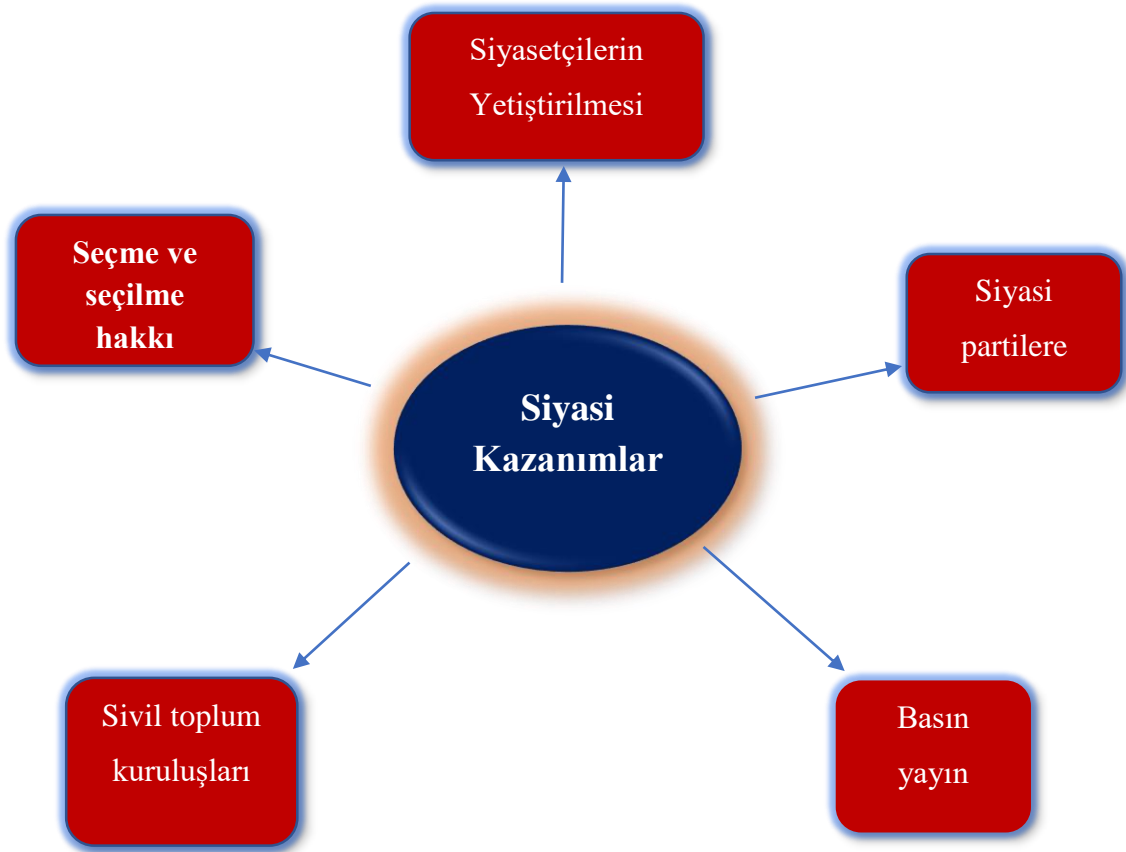 Siyasetçilerin
Yetiştirilmesi
Seçme ve
seçilme
hakkı
Siyasi
partilere
Siyasi
Kazanımlar
Sivil toplum
kuruluşları
Basın
yayın